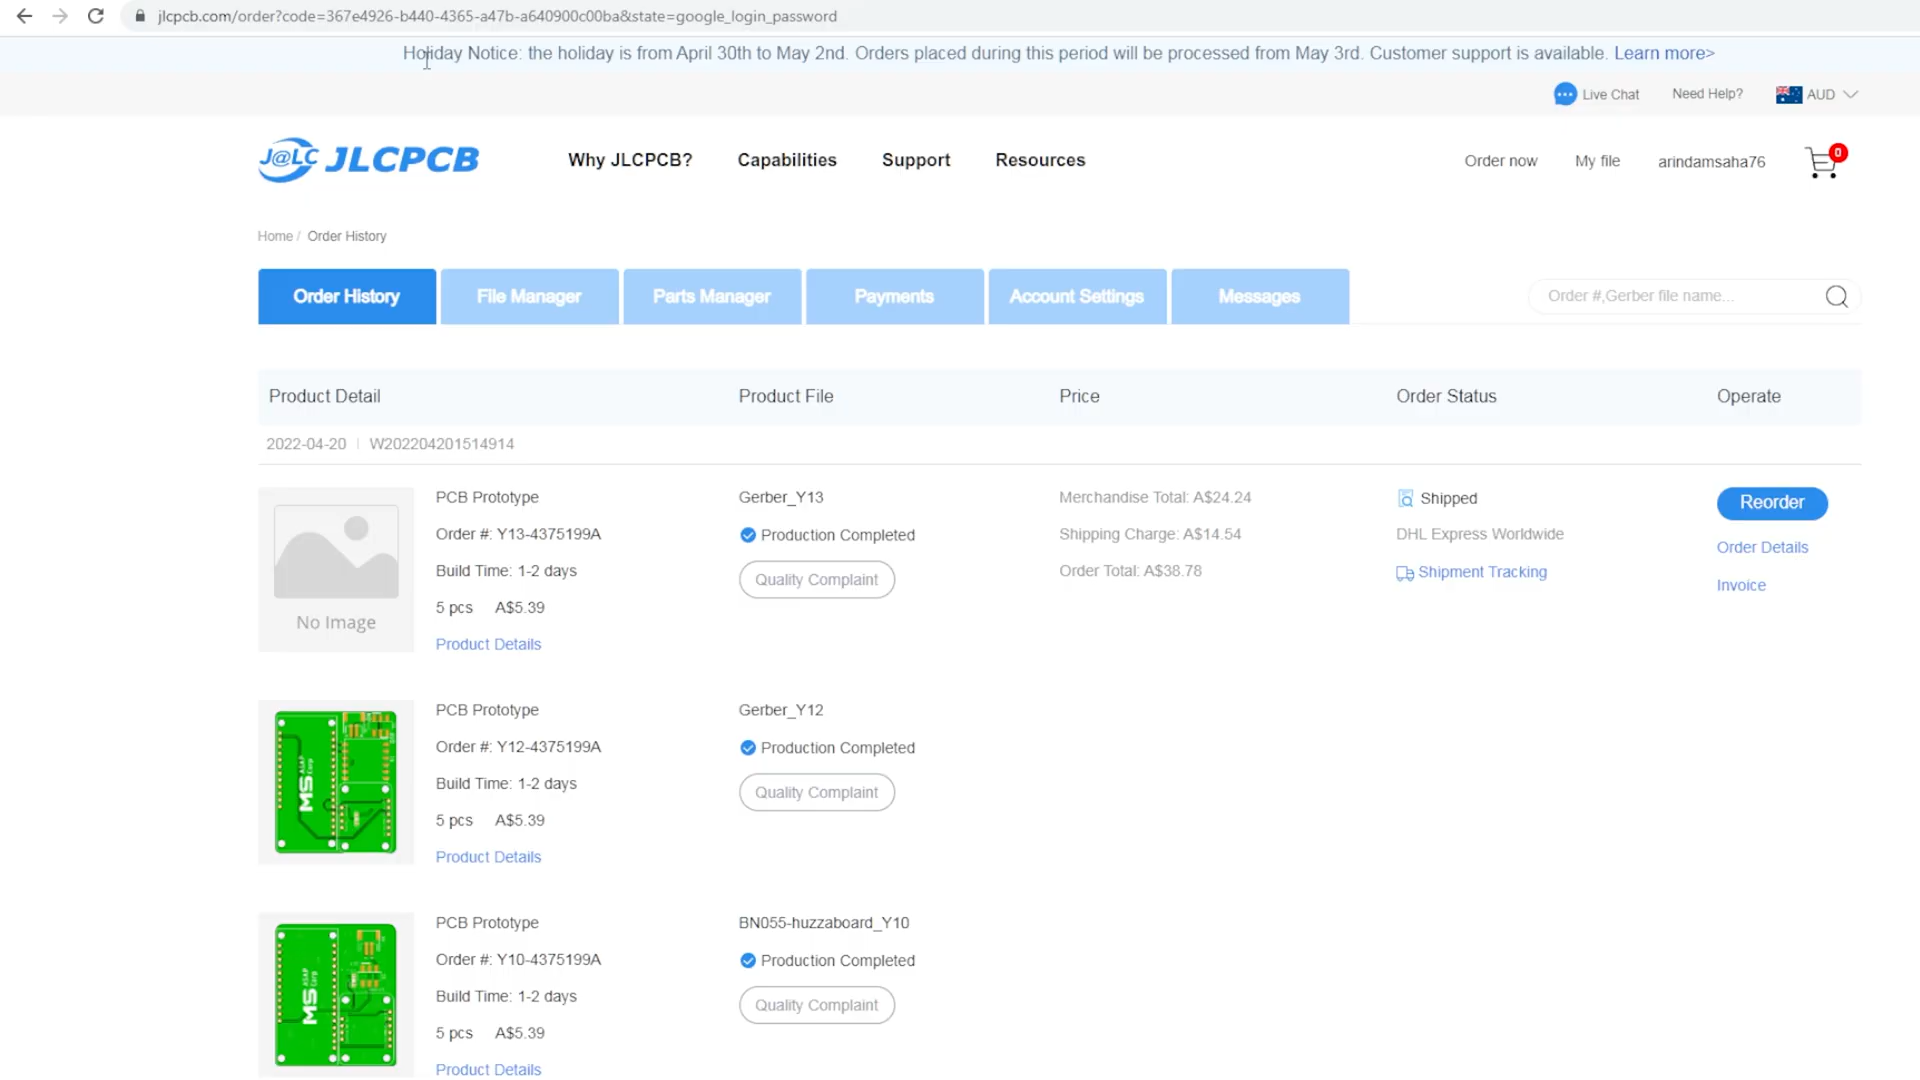 jlcpcb.com/order?code=367e4926-b440-4365-a47b-a640900c00ba&state=google_login_password
Holiday Notice: the holiday is from April 30th to May 2nd. Orders placed during this period will be processed from May 3rd. Customer support is available. Learn more>
Live Chat Need Help? AUD
J@LC JLCPCB Why JLCPCB? Capabilities Support Resources Order now My file arindamsaha76 0
Home / Order History
Order History File Manager Parts Manager Payments Account Settings Messages Order #,Gerber file name...
Product Detail Product File Price Order Status Operate
2022-04-20 W202204201514914
PCB Prototype Gerber_Y13 Merchandise Total: A$24.24 Shipped Reorder
Order #: Y13-4375199A Production Completed Shipping Charge: A$14.54 DHL Express Worldwide Order Details
Build Time: 1-2 days Quality Complaint Order Total: A$38.78 Shipment Tracking Invoice
5 pcs A$5.39
No Image
Product Details
PCB Prototype Gerber_Y12
Order #: Y12-4375199A Production Completed
Build Time: 1-2 days Quality Complaint
5 pcs A$5.39
MS ASAP Corp
Product Details
PCB Prototype BN055-huzzaboard_Y10
Order #: Y10-4375199A Production Completed
Build Time: 1-2 days Quality Complaint
5 pcs A$5.39
MS ASAP Corp
Product Details